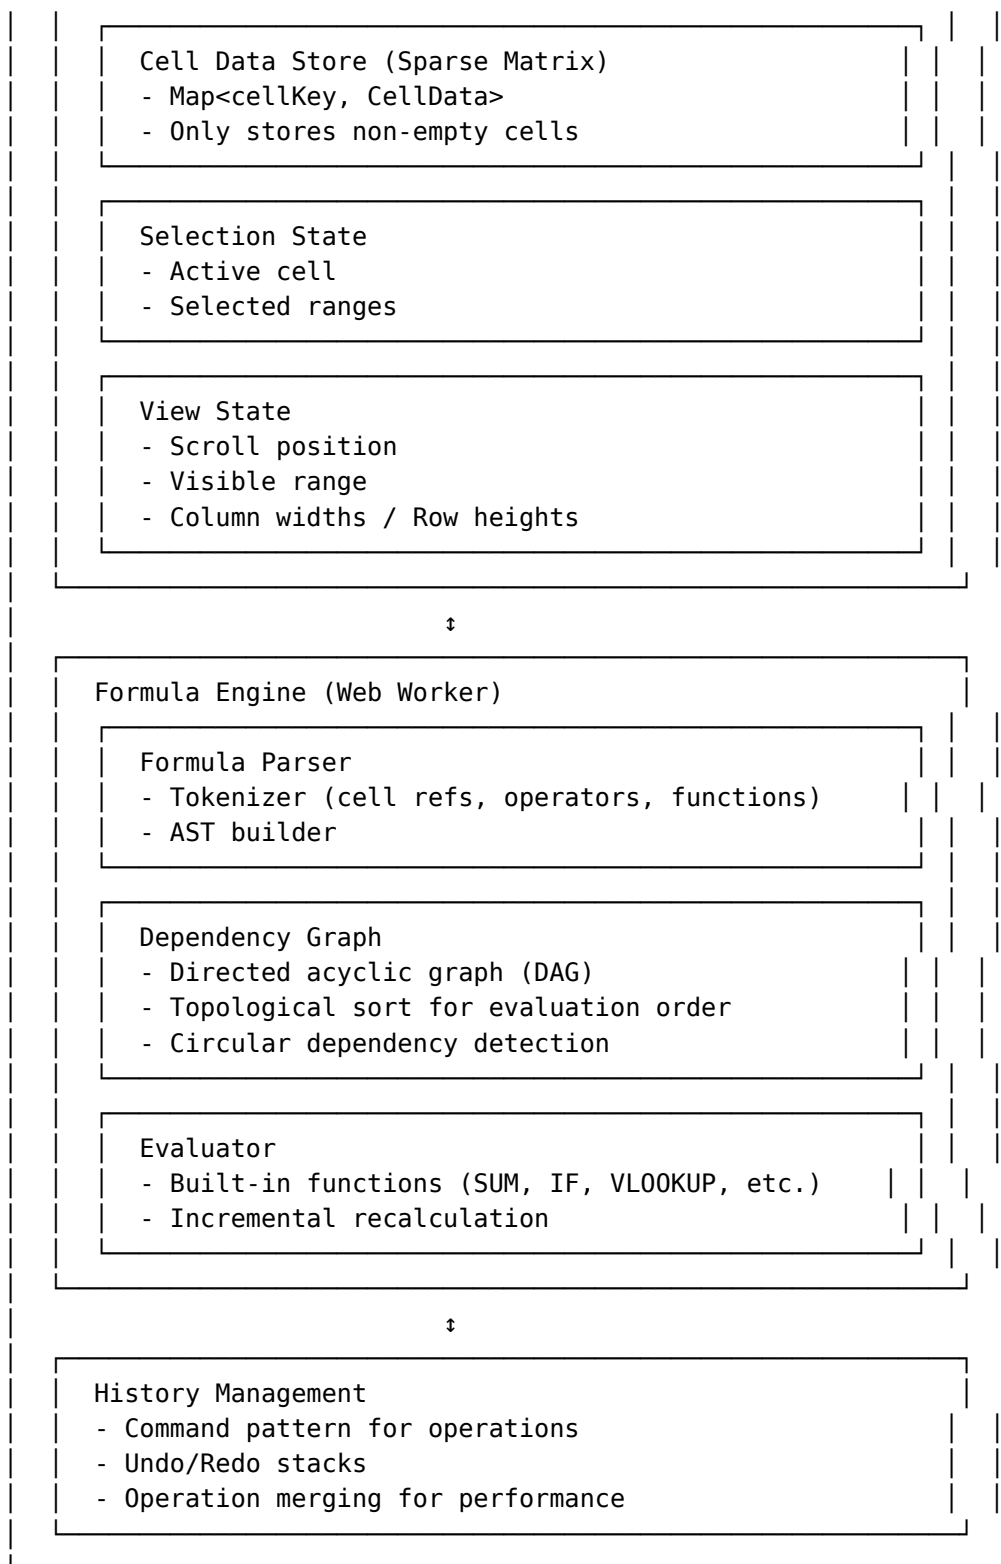 Cell Data Store (Sparse Matrix)
- Map<cellKey, CellData>
- Only stores non-empty cells
Selection State
- Active cell
- Selected ranges
View State
- Scroll position
- Visible range
- Column widths / Row heights
↕
Formula Engine (Web Worker)
Formula Parser
- Tokenizer (cell refs, operators, functions)
- AST builder
Dependency Graph
- Directed acyclic graph (DAG)
- Topological sort for evaluation order
- Circular dependency detection
Evaluator
- Built-in functions (SUM, IF, VLOOKUP, etc.)
- Incremental recalculation
↕
History Management
- Command pattern for operations
- Undo/Redo stacks
- Operation merging for performance